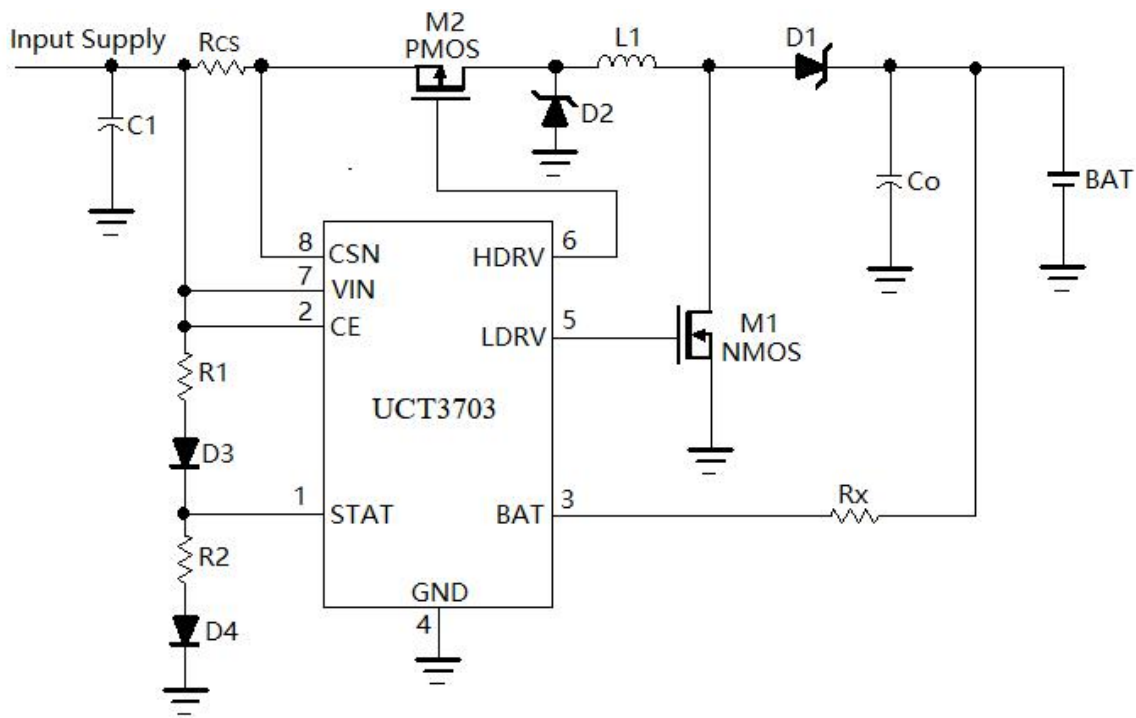 Input Supply
Rcs
M2
PMOS
L1
D1
C1
D2
Co
BAT
8
CSN
HDRV
6
7
VIN
2
CE
LDRV
5
M1
NMOS
R1
UCT3703
D3
1
STAT
BAT
3
Rx
R2
GND
4
D4